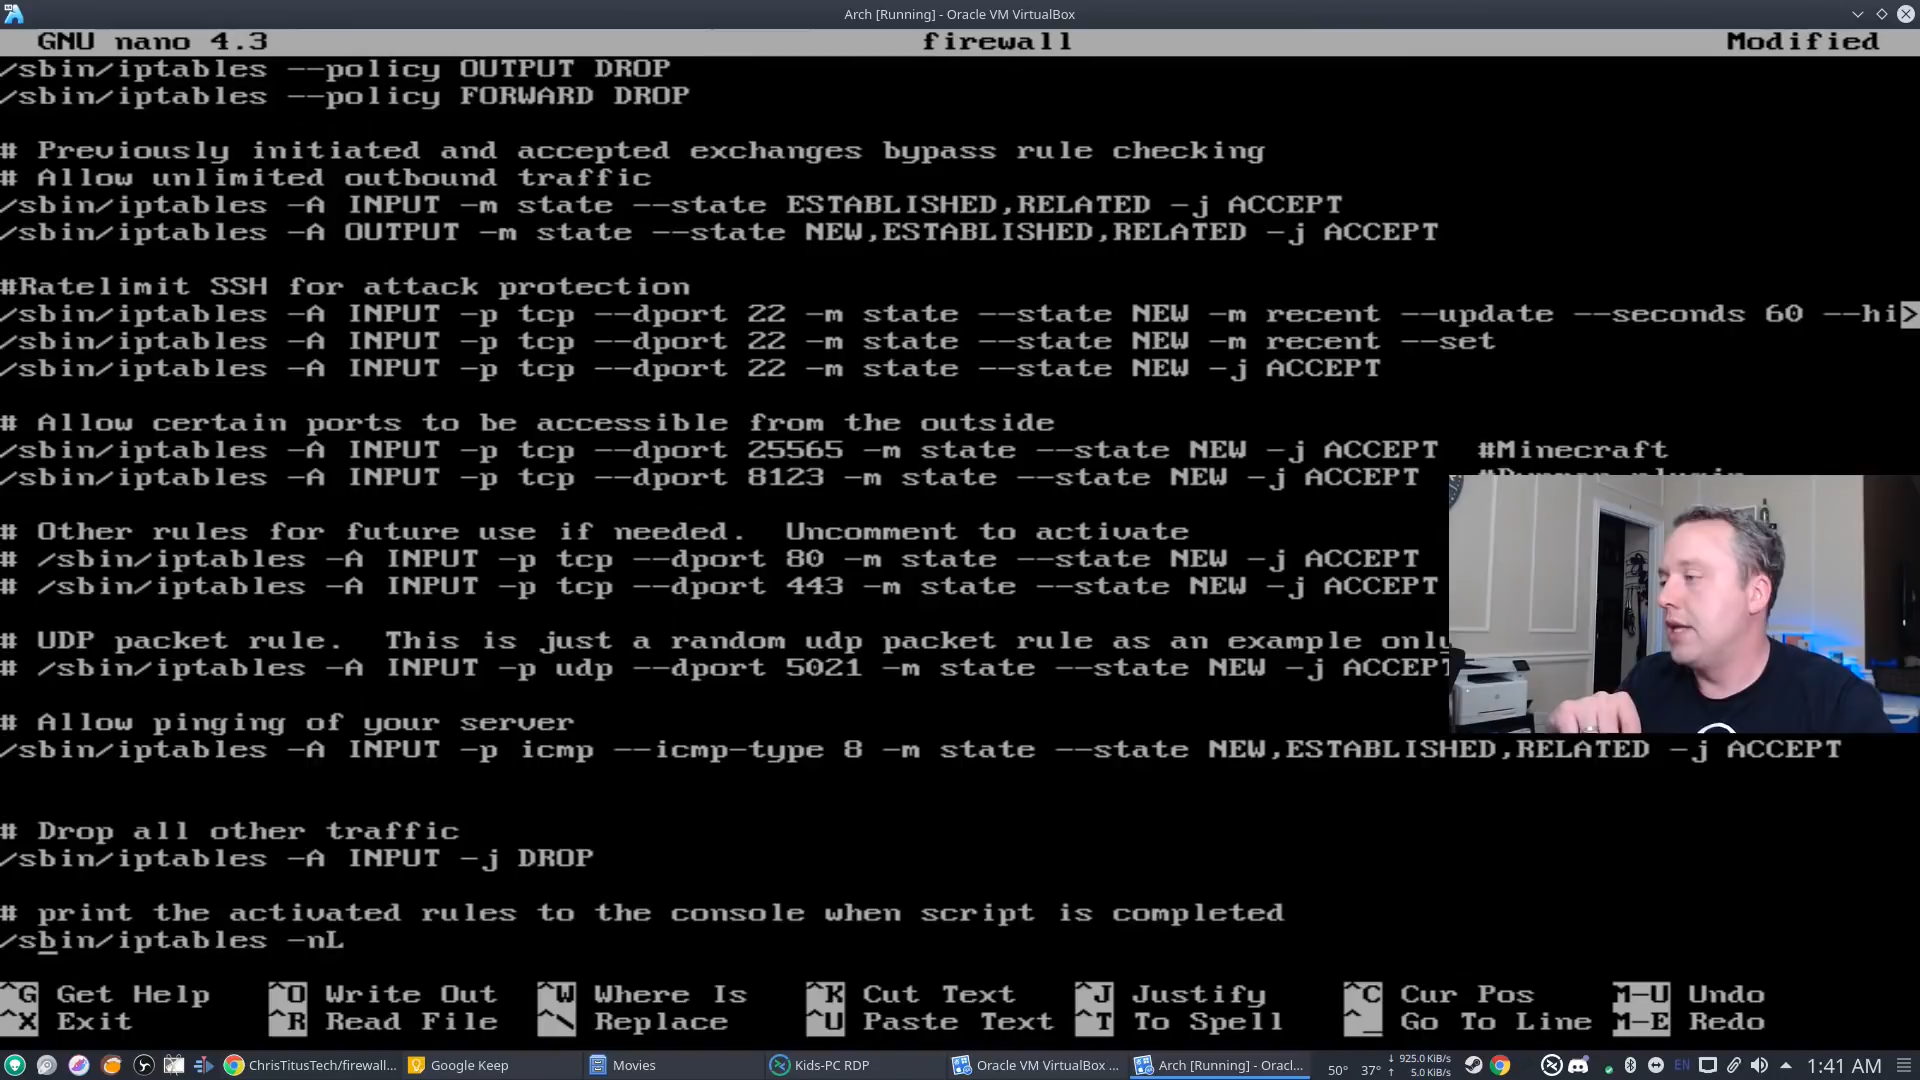 Arch [Running] - Oracle VM VirtualBox
GNU nano 4.3 firewall Modified
/sbin/iptables --policy OUTPUT DROP
/sbin/iptables --policy FORWARD DROP
# Previously initiated and accepted exchanges bypass rule checking
# Allow unlimited outbound traffic
/sbin/iptables -A INPUT -m state --state ESTABLISHED,RELATED -j ACCEPT
/sbin/iptables -A OUTPUT -m state --state NEW,ESTABLISHED,RELATED -j ACCEPT
#Ratelimit SSH for attack protection
/sbin/iptables -A INPUT -p tcp --dport 22 -m state --state NEW -m recent --update --seconds 60 --hi>
/sbin/iptables -A INPUT -p tcp --dport 22 -m state --state NEW -m recent --set
/sbin/iptables -A INPUT -p tcp --dport 22 -m state --state NEW -j ACCEPT
# Allow certain ports to be accessible from the outside
/sbin/iptables -A INPUT -p tcp --dport 25565 -m state --state NEW -j ACCEPT #Minecraft
/sbin/iptables -A INPUT -p tcp --dport 8123 -m state --state NEW -j ACCEPT
# Other rules for future use if needed. Uncomment to activate
# /sbin/iptables -A INPUT -p tcp --dport 80 -m state --state NEW -j ACCEPT
# /sbin/iptables -A INPUT -p tcp --dport 443 -m state --state NEW -j ACCEPT
# UDP packet rule. This is just a random udp packet rule as an example only
# /sbin/iptables -A INPUT -p udp --dport 5021 -m state --state NEW -j ACCEPT
# Allow pinging of your server
/sbin/iptables -A INPUT -p icmp --icmp-type 8 -m state --state NEW,ESTABLISHED,RELATED -j ACCEPT
# Drop all other traffic
/sbin/iptables -A INPUT -j DROP
# print the activated rules to the console when script is completed
/sbin/iptables -nL
^G Get Help ^O Write Out ^W Where Is ^K Cut Text ^J Justify ^C Cur Pos M-U Undo
^X Exit ^R Read File ^\ Replace ^U Paste Text ^T To Spell ^_ Go To Line M-E Redo
ChrisTitusTech/firewall... Google Keep Movies Kids-PC RDP Oracle VM VirtualBox ... Arch [Running] - Oracl... 50° 37° ↓ 925.0 KiB/s ↑ 5.0 KiB/s EN 1:41 AM